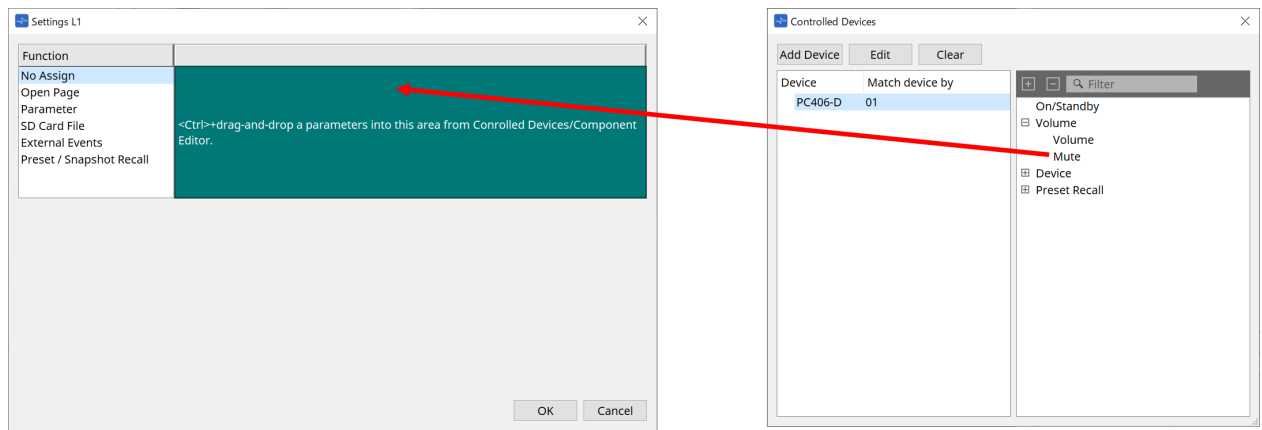 Settings L1
Function
No Assign
Open Page
Parameter
SD Card File
External Events
Preset / Snapshot Recall
<Ctrl>+drag-and-drop a parameters into this area from Conrolled Devices/Component
Editor.
OK Cancel
Controlled Devices
Add Device Edit Clear
Device Match device by
PC406-D 01
Filter
On/Standby
Volume
Volume
Mute
Device
Preset Recall